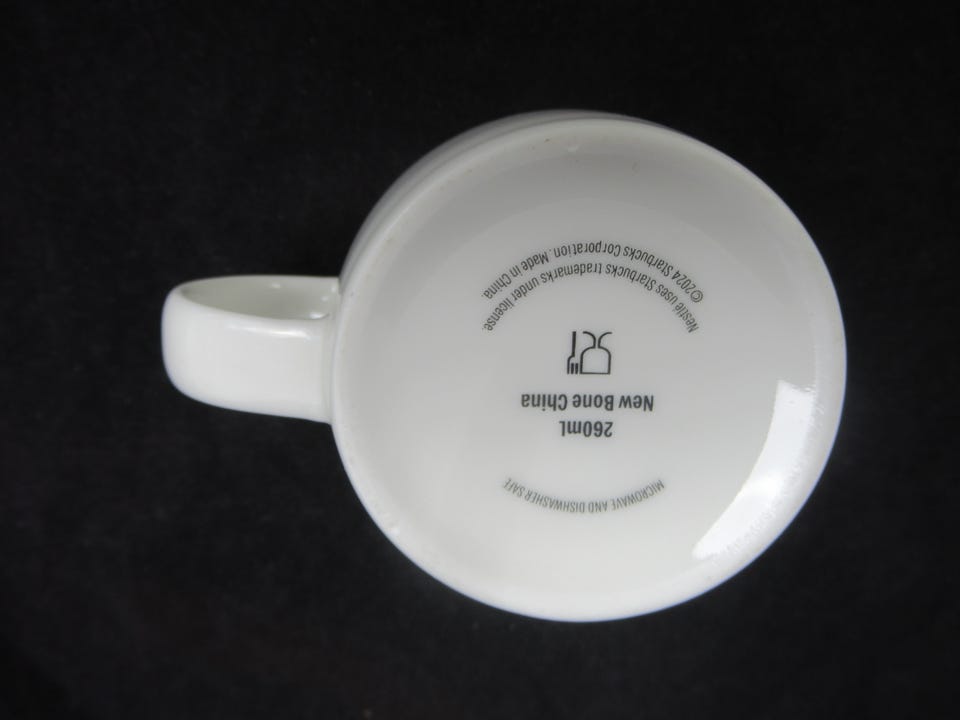 MICROWAVE AND DISHWASHER SAFE
260mL
New Bone China
Nestlé uses Starbucks trademarks under license.
©2024 Starbucks Corporation. Made in China